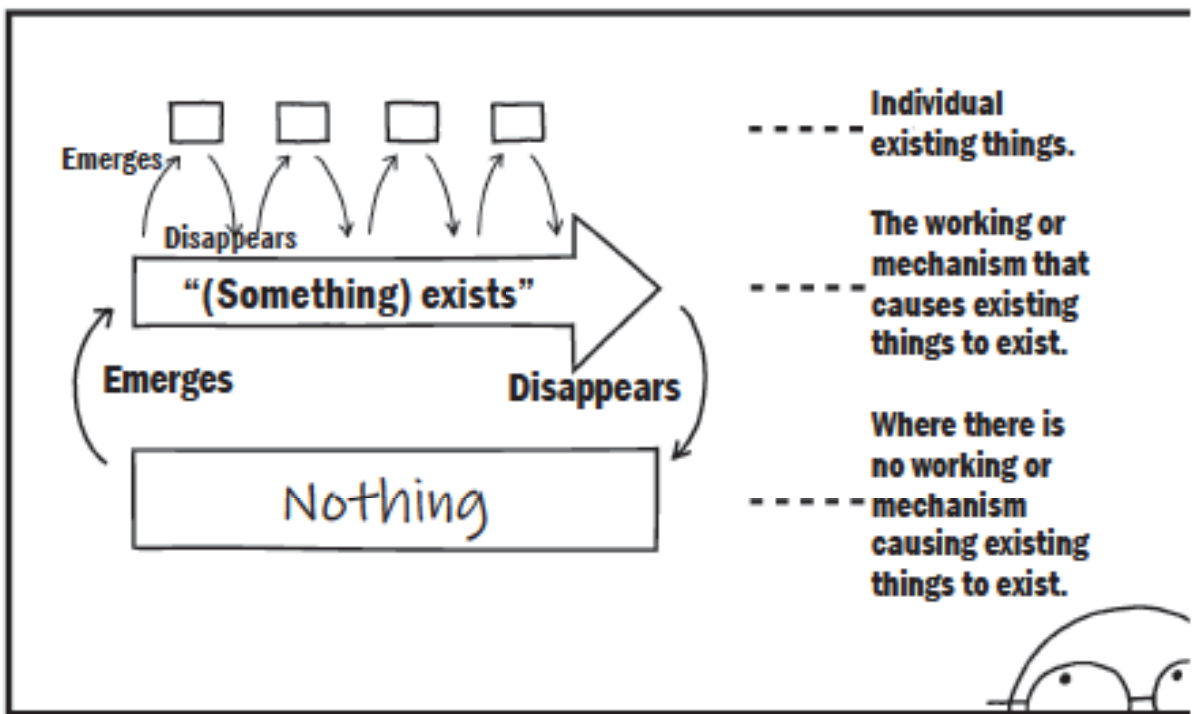 Individual
existing things.
Emerges
Disappears
“(Something) exists”
The working or
mechanism that
causes existing
things to exist.
Emerges
Disappears
Where there is
no working or
mechanism
causing existing
things to exist.
Nothing